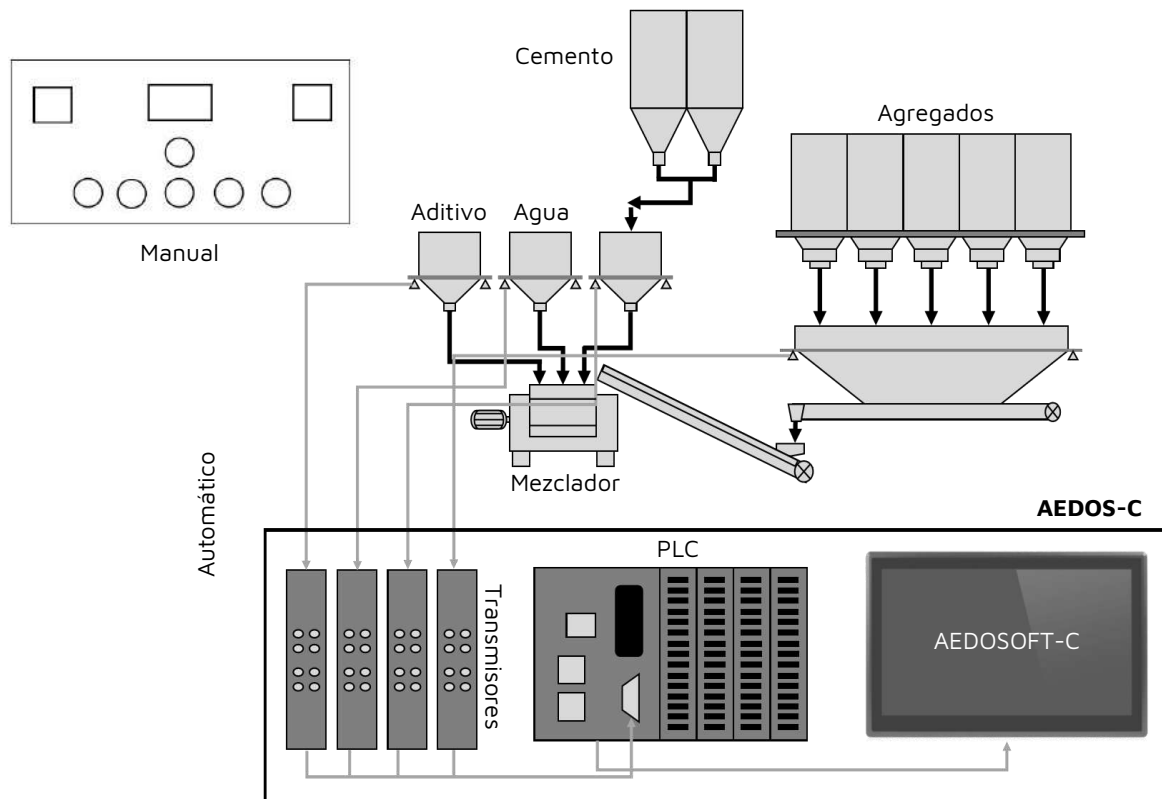 Cemento
Agregados
Aditivo
Agua
Manual
Mezclador
Automático
AEDOS-C
PLC
Transmisores
AEDOSOFT-C